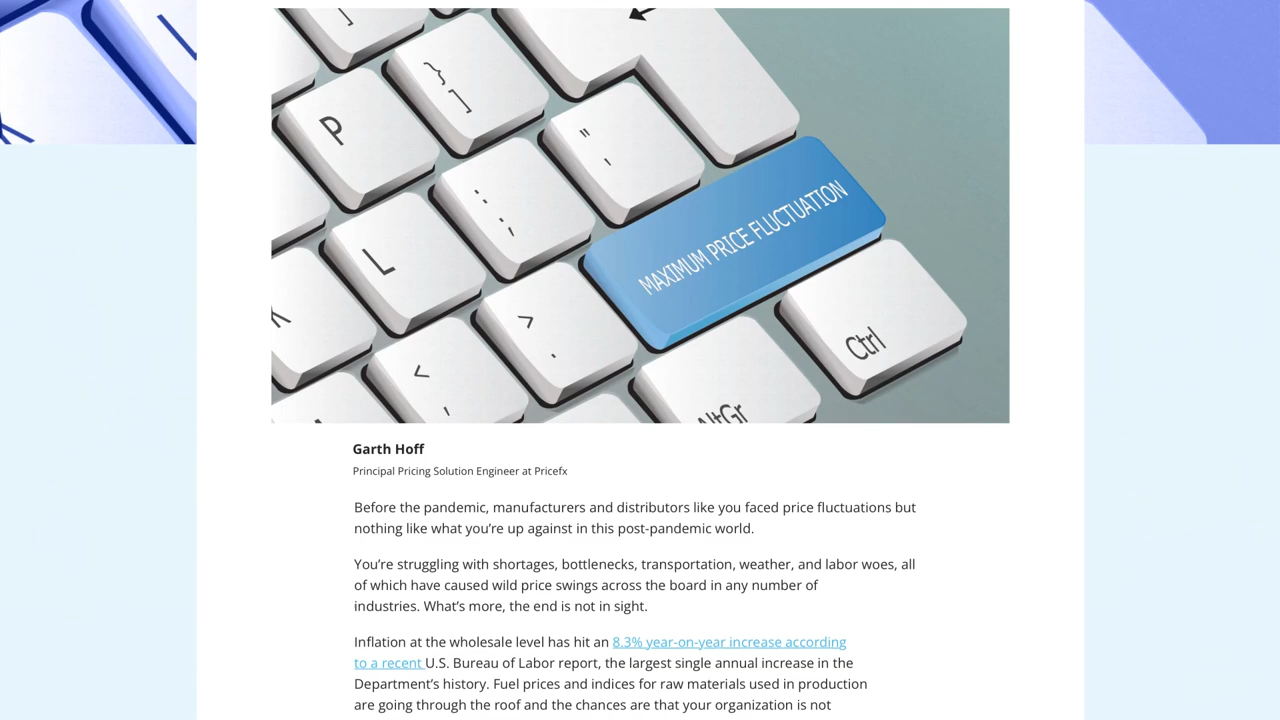 ]
}
]
P
"
'
:
;
L
MAXIMUM PRICE FLUCTUATION
K
>
.
<
,
Ctrl
AltGr
Garth Hoff
Principal Pricing Solution Engineer at Pricefx
Before the pandemic, manufacturers and distributors like you faced price fluctuations but
nothing like what you’re up against in this post-pandemic world.
You’re struggling with shortages, bottlenecks, transportation, weather, and labor woes, all
of which have caused wild price swings across the board in any number of
industries. What’s more, the end is not in sight.
Inflation at the wholesale level has hit an 8.3% year-on-year increase according
to a recent U.S. Bureau of Labor report, the largest single annual increase in the
Department’s history. Fuel prices and indices for raw materials used in production
are going through the roof and the chances are that your organization is not